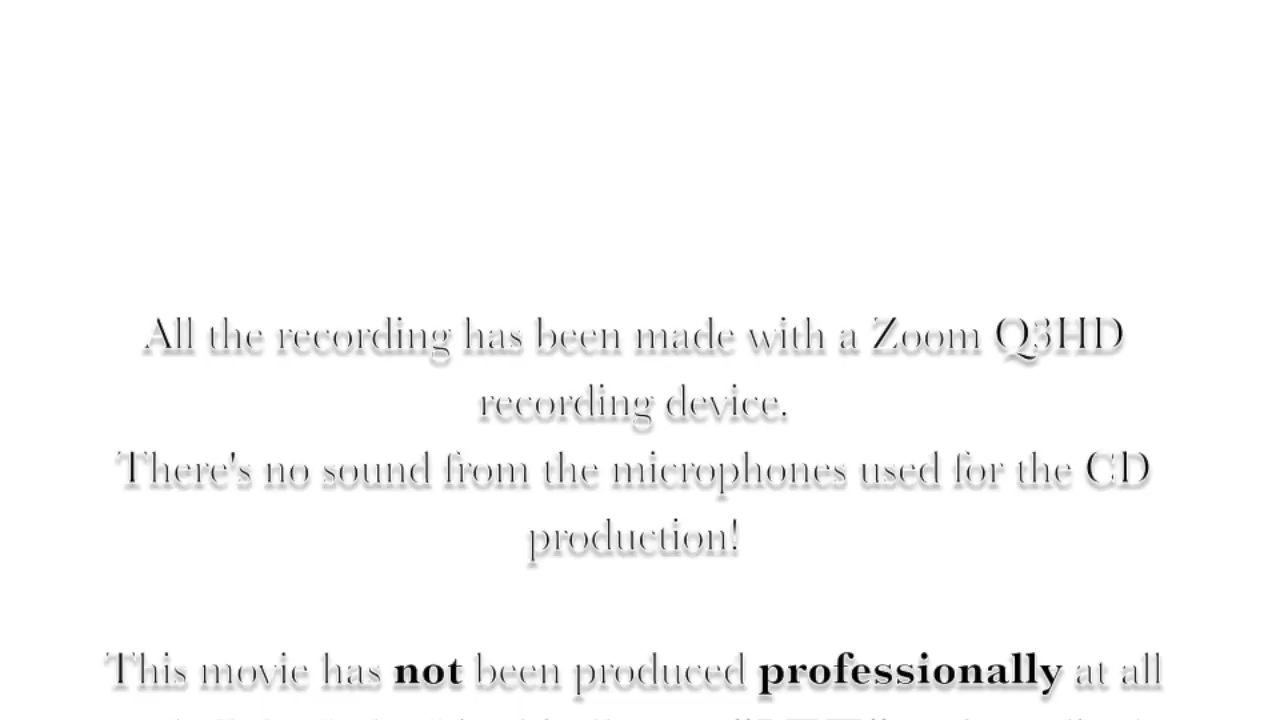 All the recording has been made with a Zoom Q3HD
recording device.
There's no sound from the microphones used for the CD
production!
This movie has not been produced professionally at all